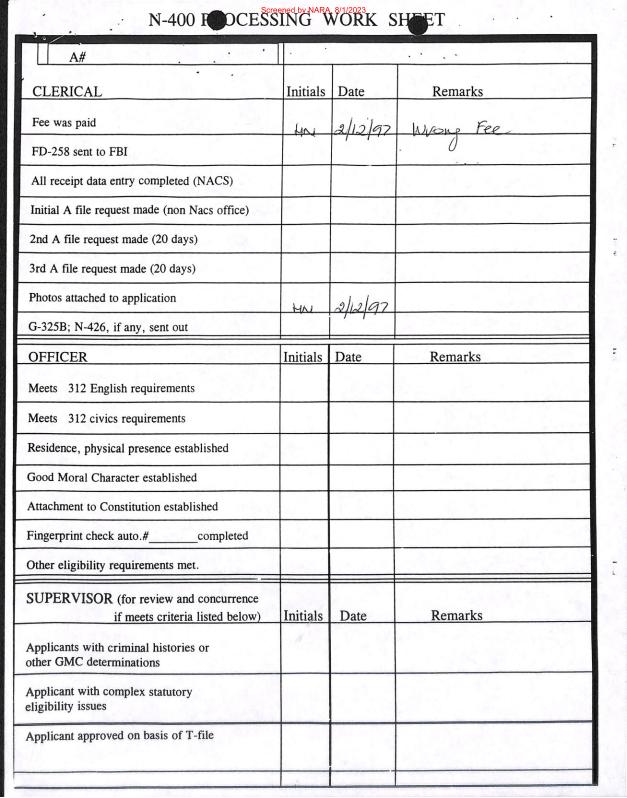 Screened by NARA, 8/1/2023
N-400 PROCESSING WORK SHEET
A#
CLERICAL Initials Date Remarks
Fee was paid HN 2/12/97 Wrong Fee
FD-258 sent to FBI
All receipt data entry completed (NACS)
Initial A file request made (non Nacs office)
2nd A file request made (20 days)
3rd A file request made (20 days)
Photos attached to application HN 2/12/97
G-325B; N-426, if any, sent out
OFFICER Initials Date Remarks
Meets 312 English requirements
Meets 312 civics requirements
Residence, physical presence established
Good Moral Character established
Attachment to Constitution established
Fingerprint check auto.#________completed
Other eligibility requirements met.
SUPERVISOR (for review and concurrence
if meets criteria listed below) Initials Date Remarks
Applicants with criminal histories or
other GMC determinations
Applicant with complex statutory
eligibility issues
Applicant approved on basis of T-file